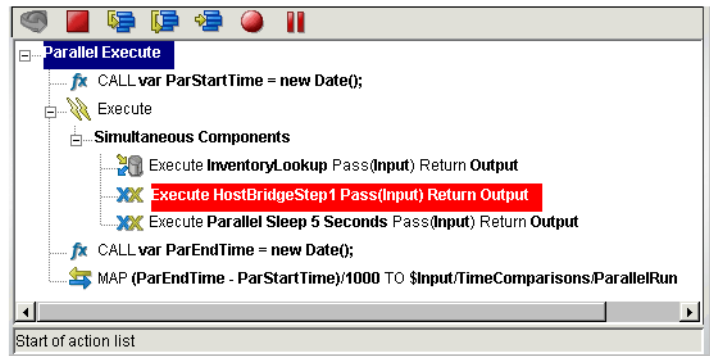 Parallel Execute
fx CALL var ParStartTime = new Date();
Execute
Simultaneous Components
Execute InventoryLookup Pass(Input) Return Output
Execute HostBridgeStep1 Pass(Input) Return Output
Execute Parallel Sleep 5 Seconds Pass(Input) Return Output
fx CALL var ParEndTime = new Date();
MAP (ParEndTime - ParStartTime)/1000 TO $Input/TimeComparisons/ParallelRun
Start of action list